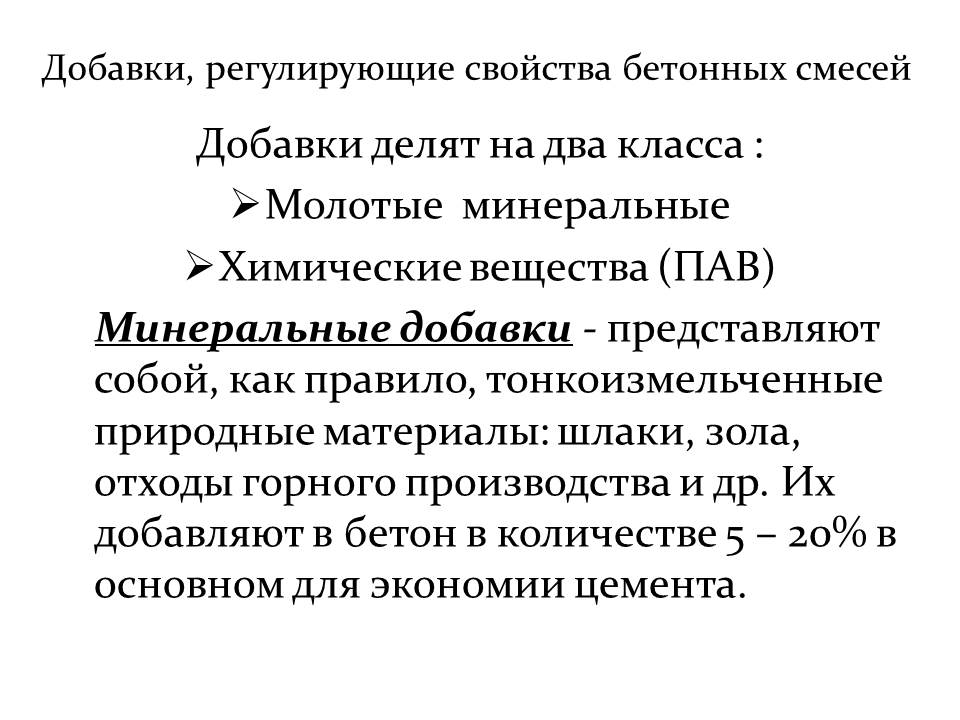 Добавки, регулирующие свойства бетонных смесей
Добавки делят на два класса :
➢Молотые минеральные
➢Химические вещества (ПАВ)
Минеральные добавки - представляют
собой, как правило, тонкоизмельченные
природные материалы: шлаки, зола,
отходы горного производства и др. Их
добавляют в бетон в количестве 5 – 20% в
основном для экономии цемента.